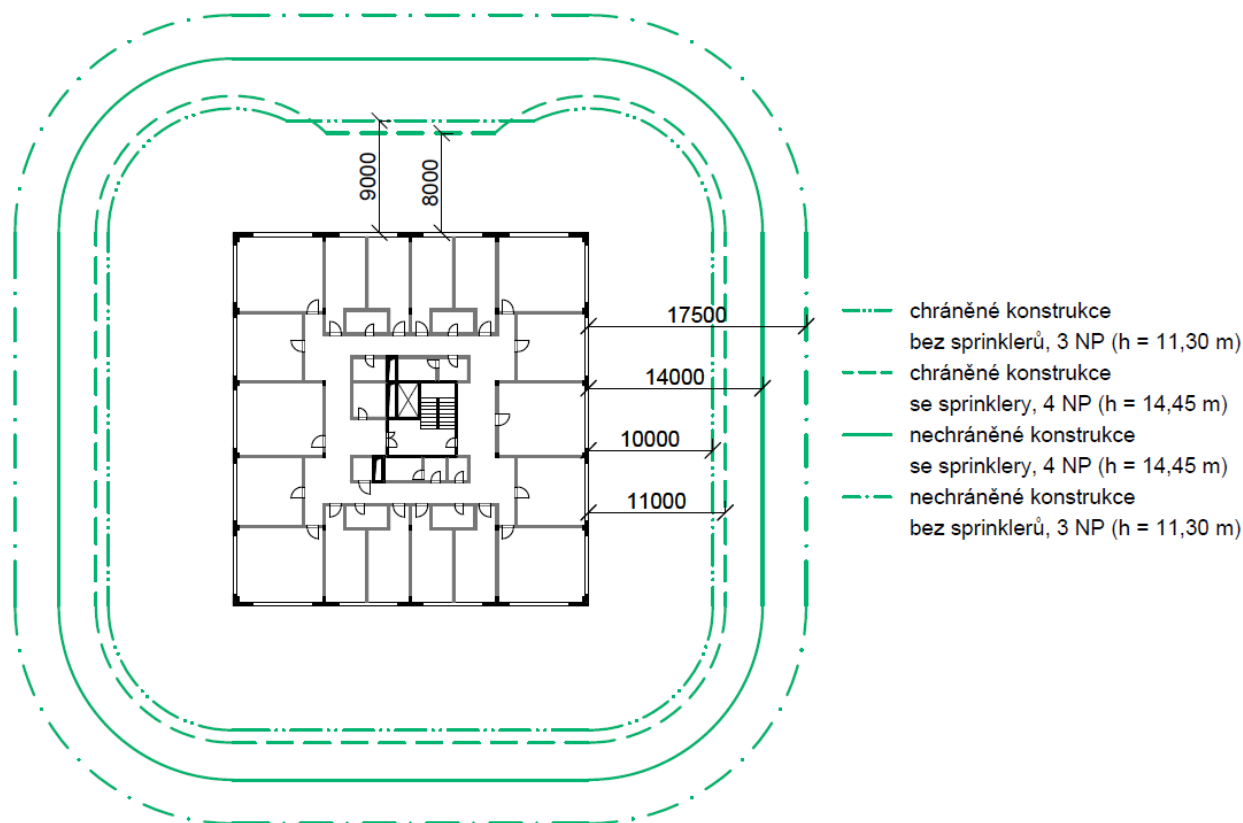 9000
8000
17500
14000
10000
11000
chráněné konstrukce
bez sprinklerů, 3 NP (h = 11,30 m)
chráněné konstrukce
se sprinklery, 4 NP (h = 14,45 m)
nechráněné konstrukce
se sprinklery, 4 NP (h = 14,45 m)
nechráněné konstrukce
bez sprinklerů, 3 NP (h = 11,30 m)